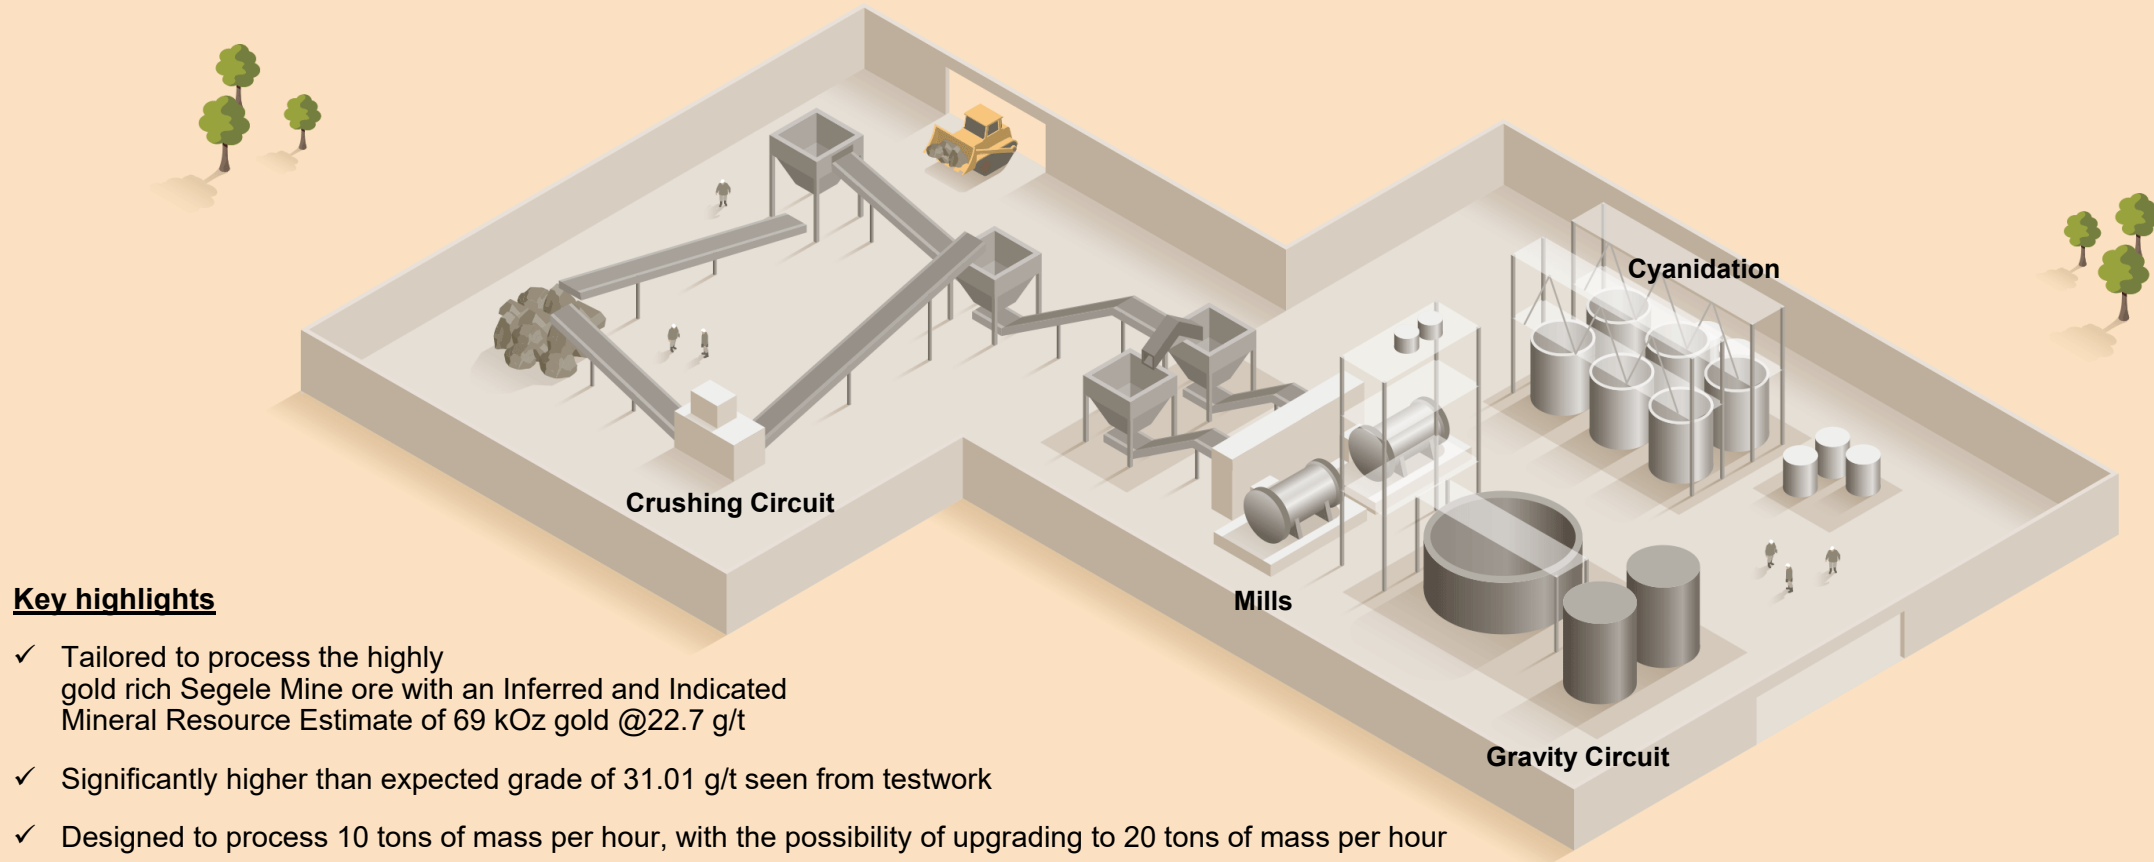 Cyanidation
Crushing Circuit
Mills
Gravity Circuit
Key highlights
✓ Tailored to process the highly
gold rich Segele Mine ore with an Inferred and Indicated
Mineral Resource Estimate of 69 kOz gold @22.7 g/t
✓ Significantly higher than expected grade of 31.01 g/t seen from testwork
✓ Designed to process 10 tons of mass per hour, with the possibility of upgrading to 20 tons of mass per hour